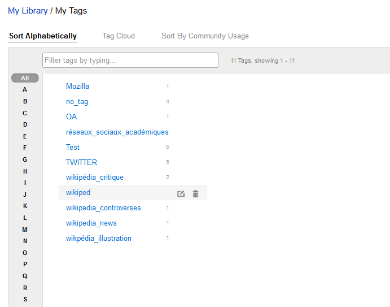 My Library / My Tags
Sort Alphabetically Tag Cloud Sort By Community Usage
Filter tags by typing... 11 Tags, showing 1 - 11
All
A
B
C
D
E
F
G
H
I
J
K
L
M
N
O
P
Q
R
S
Mozilla 1
no_tag 4
OA 1
réseaux_sociaux_académiques
Test 3
TWITTER 5
wikipédia_critique 2
wikiped
wikipedia_controverses 1
wikipedia_news 1
wikpédia_illustration 1